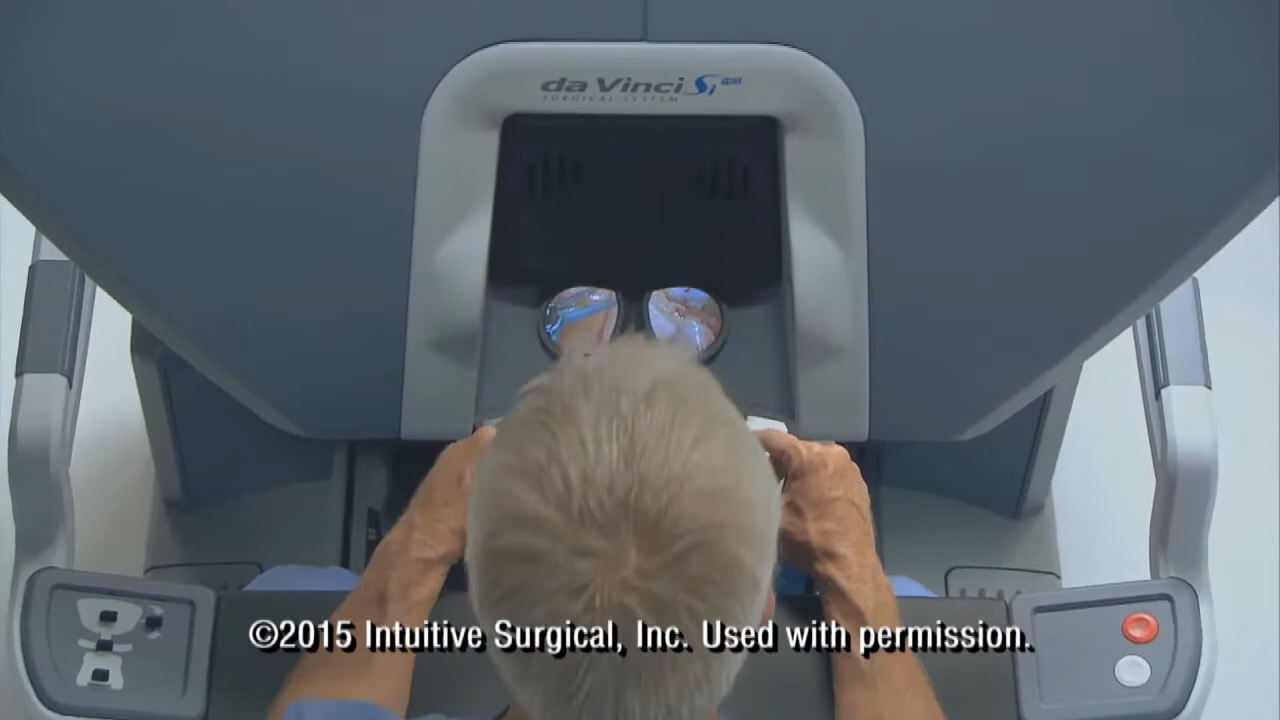 da Vinci Si
SURGICAL SYSTEM
©2015 Intuitive Surgical, Inc. Used with permission.